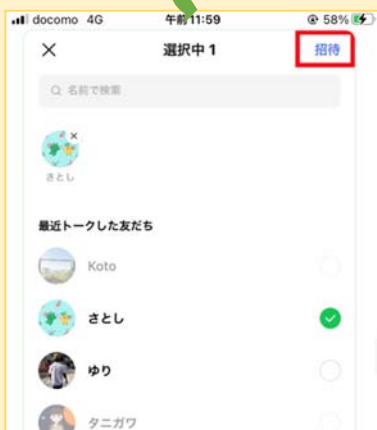 docomo 4G 午前11:59 58%
選択中 1 招待
名前で検索
さとし
最近トークした友だち
Koto
さとし
ゆり
タニガワ